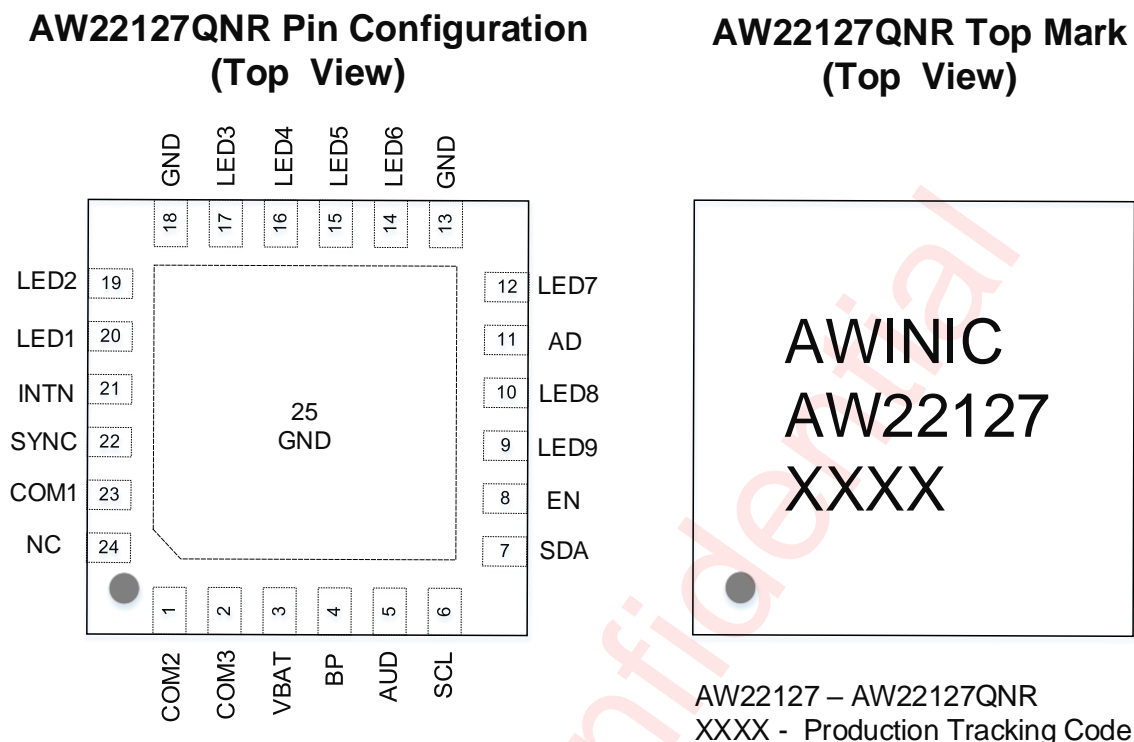 AW22127QNR Pin Configuration
(Top View)
AW22127QNR Top Mark
(Top View)
GND
LED3
LED4
LED5
LED6
GND
18
17
16
15
14
13
LED2 19
LED1 20
INTN 21
SYNC 22
COM1 23
NC 24
12 LED7
11 AD
10 LED8
9 LED9
8 EN
7 SDA
25
GND
1
2
3
4
5
6
COM2
COM3
VBAT
BP
AUD
SCL
AWINIC
AW22127
XXXX
AW22127 – AW22127QNR
XXXX - Production Tracking Code
nfidential